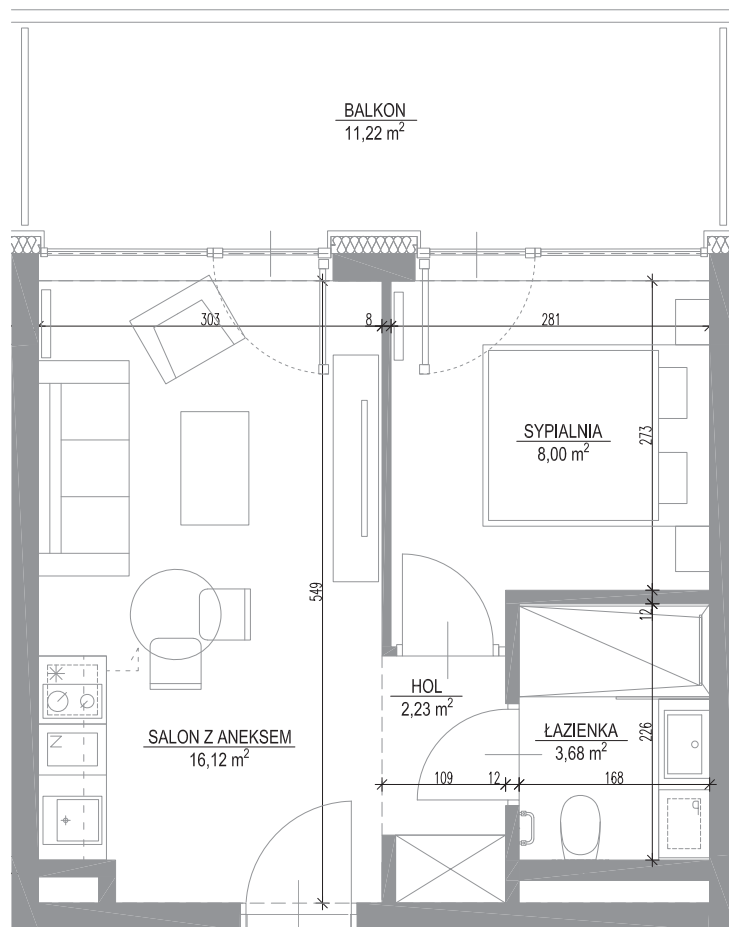 BALKON
11,22 m²
303
8
281
SYPIALNIA
8,00 m²
273
549
12
HOL
2,23 m²
SALON Z ANEKSEM
16,12 m²
ŁAZIENKA
3,68 m²
226
109
12
168
Z